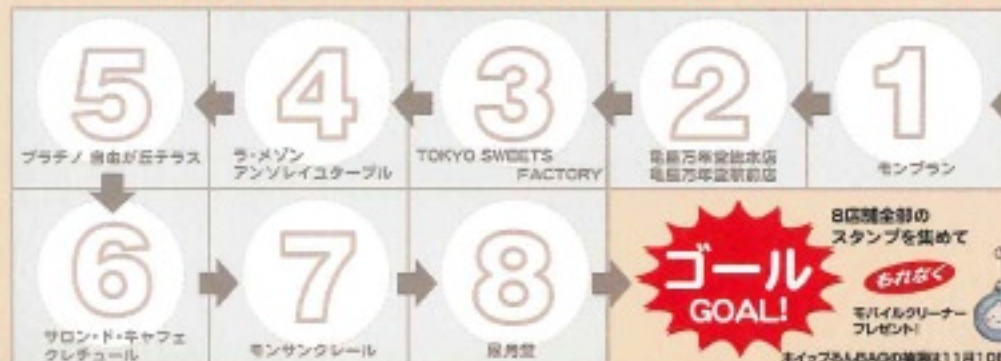 5
プラチノ 自由が丘テラス
4
ラ・メゾン
アンソレイユターブル
3
TOKYO SWEETS
FACTORY
2
亀屋万年堂総本店
亀屋万年堂駅前店
1
モンブラン
6
サロン・ド・キャフェ
クレチュール
7
モンサンクレール
8
風月堂
ゴール
GOAL!
8店舗全部の
スタンプを集めて
もれなく
モバイルクリーナー
プレゼント!